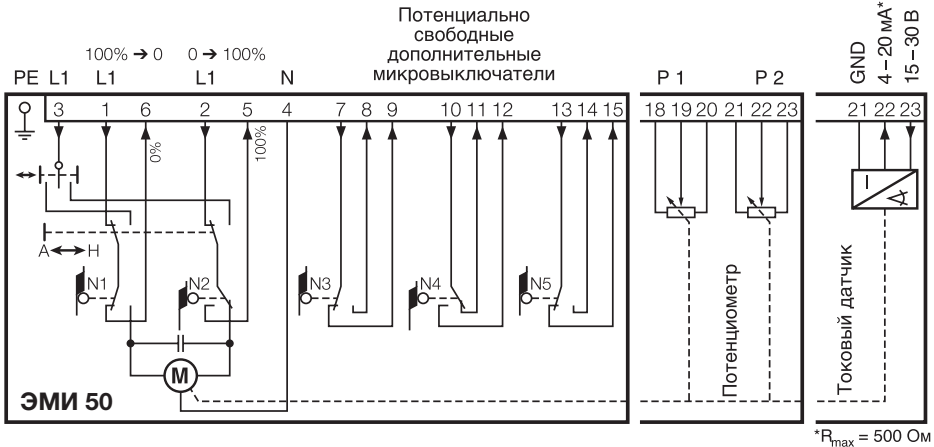 Потенциально
свободные
дополнительные
микровыключатели
100% ➔ 0
0 ➔ 100%
PE L1 L1 L1 N
P 1 P 2
GND
4–20 мА*
15–30 В
3 1 6 2 5 4 7 8 9 10 11 12 13 14 15
18 19 20 21 22 23
21 22 23
0%
100%
A H
N1 N2 N3 N4 N5
M
ЭМИ 50
Потенциометр
Токовый датчик
*Rmax = 500 Ом